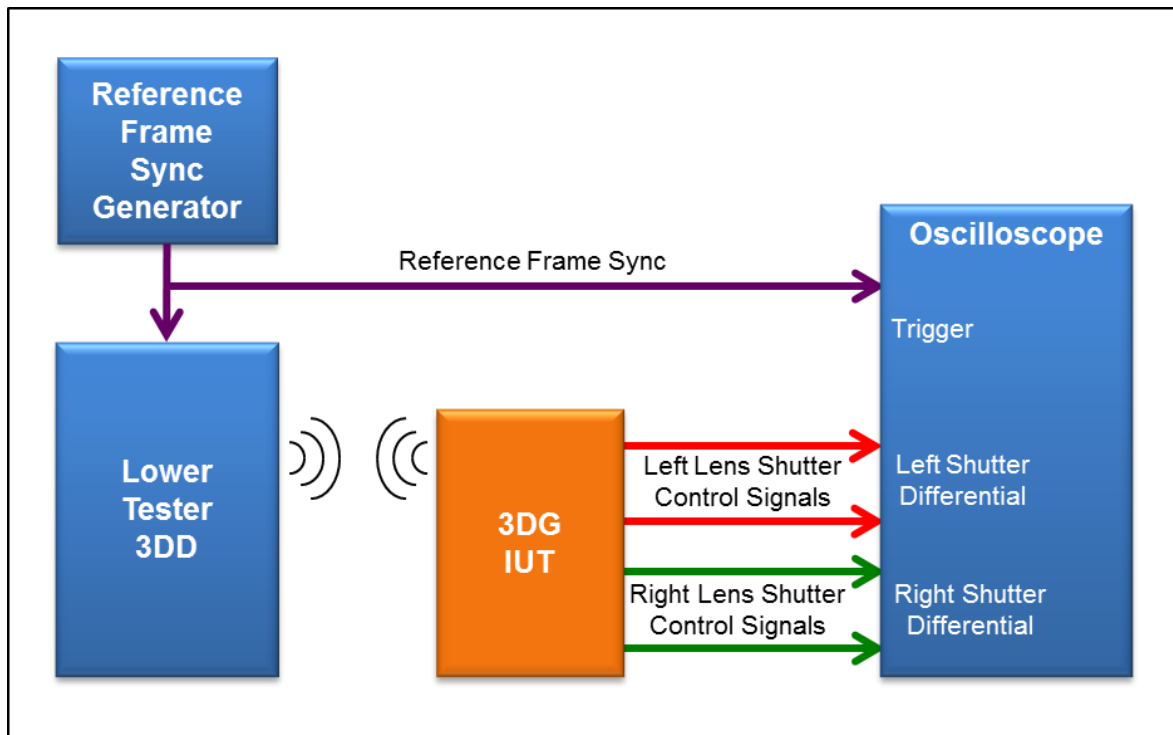 Reference
Frame
Sync
Generator
Reference Frame Sync
Oscilloscope
Trigger
Lower
Tester
3DD
3DG
IUT
Left Lens Shutter
Control Signals
Left Shutter
Differential
Right Lens Shutter
Control Signals
Right Shutter
Differential